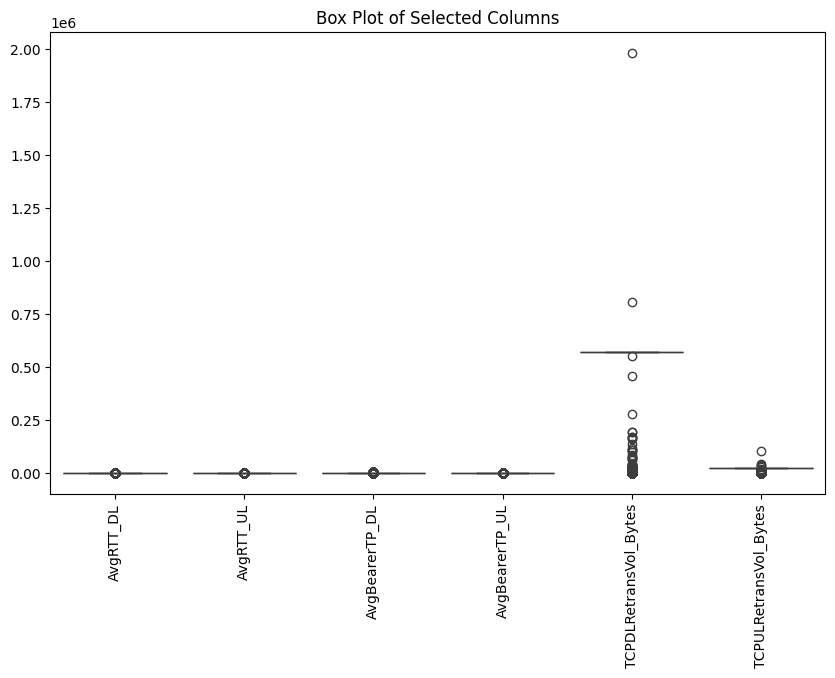 Box Plot of Selected Columns
1e6
2.00
1.75
1.50
1.25
1.00
0.75
0.50
0.25
0.00
AvgRTT_DL
AvgRTT_UL
AvgBearerTP_DL
AvgBearerTP_UL
TCPDLRetransVol_Bytes
TCPULRetransVol_Bytes